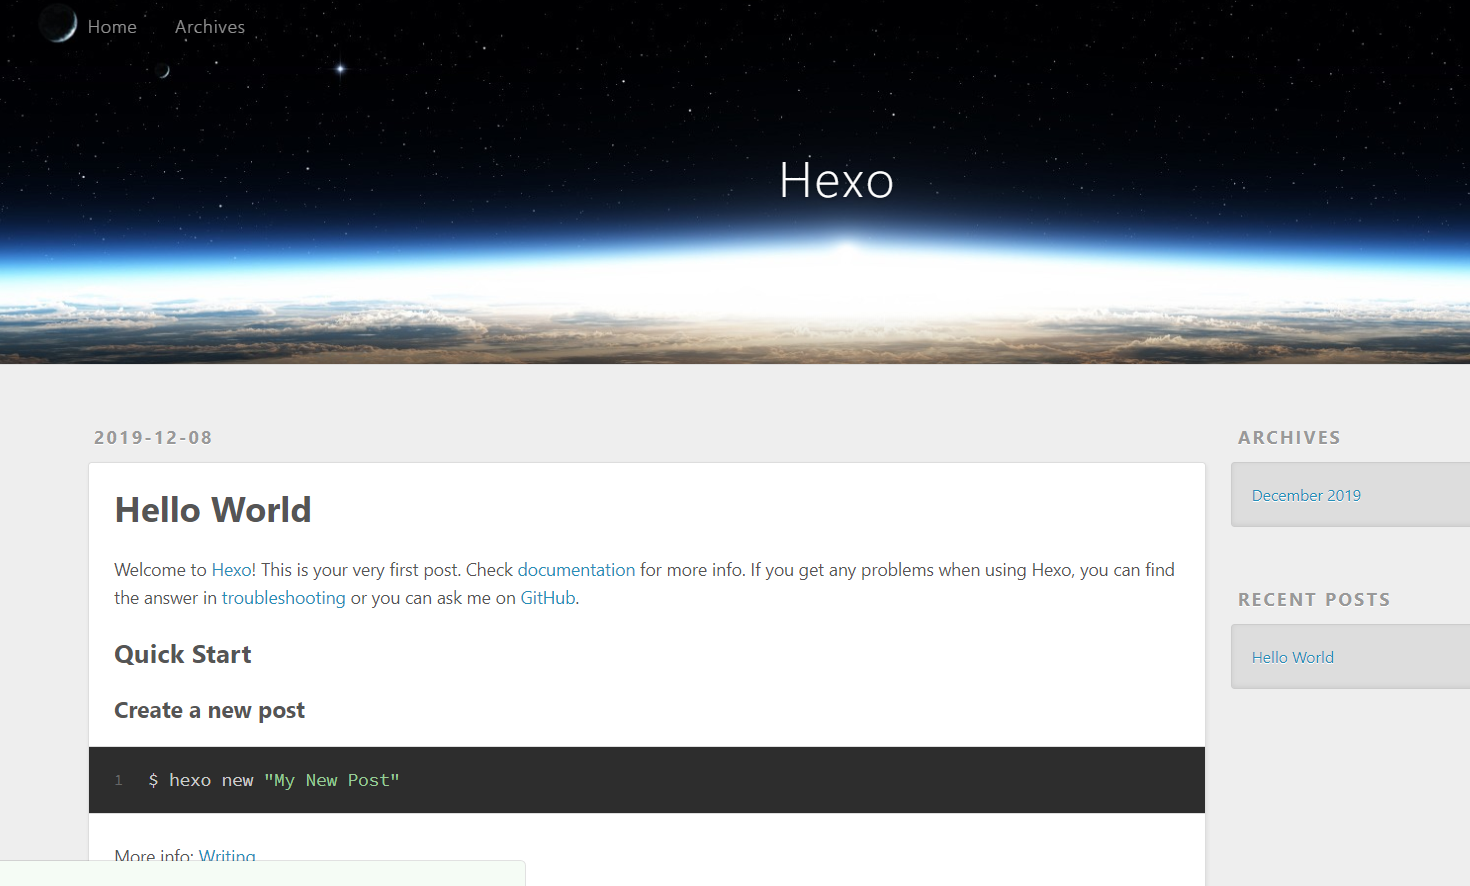 Home Archives
Hexo
2019-12-08
Hello World
Welcome to Hexo! This is your very first post. Check documentation for more info. If you get any problems when using Hexo, you can find
the answer in troubleshooting or you can ask me on GitHub.
Quick Start
Create a new post
1 $ hexo new "My New Post"
More info: Writing
ARCHIVES
December 2019
RECENT POSTS
Hello World